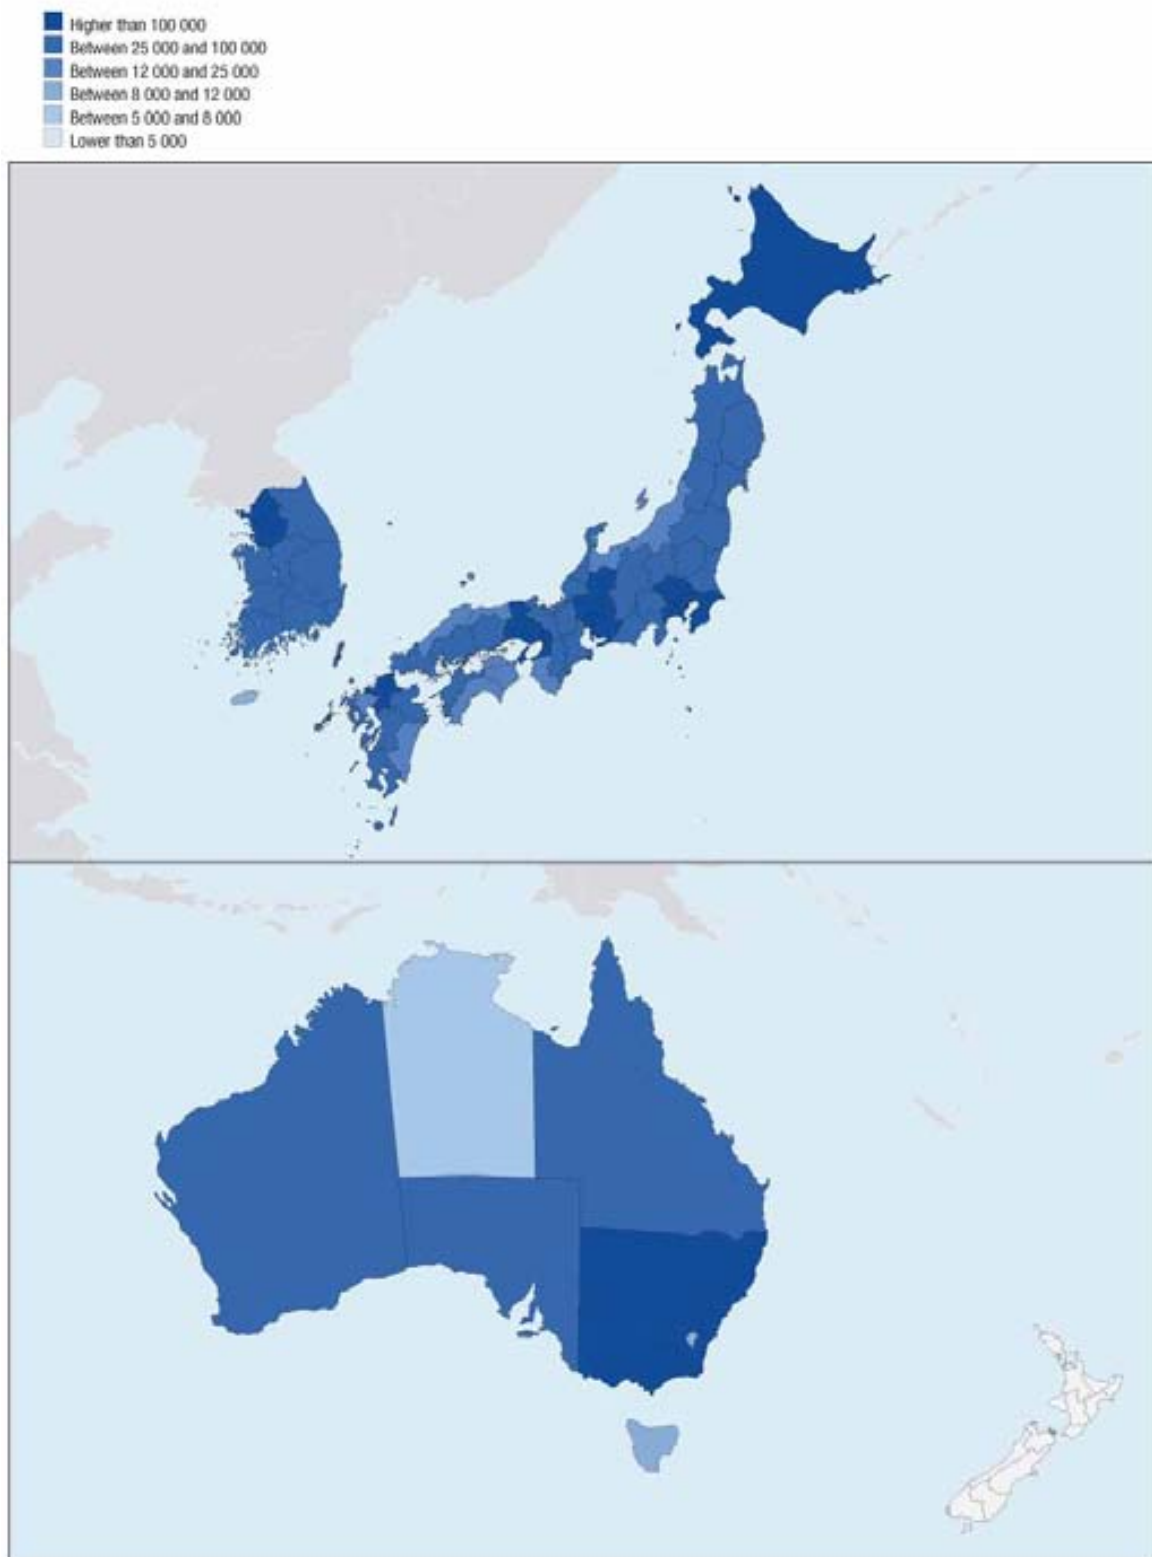 Higher than 100 000
Between 25 000 and 100 000
Between 12 000 and 25 000
Between 8 000 and 12 000
Between 5 000 and 8 000
Lower than 5 000